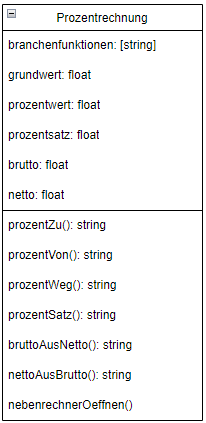 Prozentrechnung
branchenfunktionen: [string]
grundwert: float
prozentwert: float
prozentsatz: float
brutto: float
netto: float
prozentZu(): string
prozentVon(): string
prozentWeg(): string
prozentSatz(): string
bruttoAusNetto(): string
nettoAusBrutto(): string
nebenrechnerOeffnen()